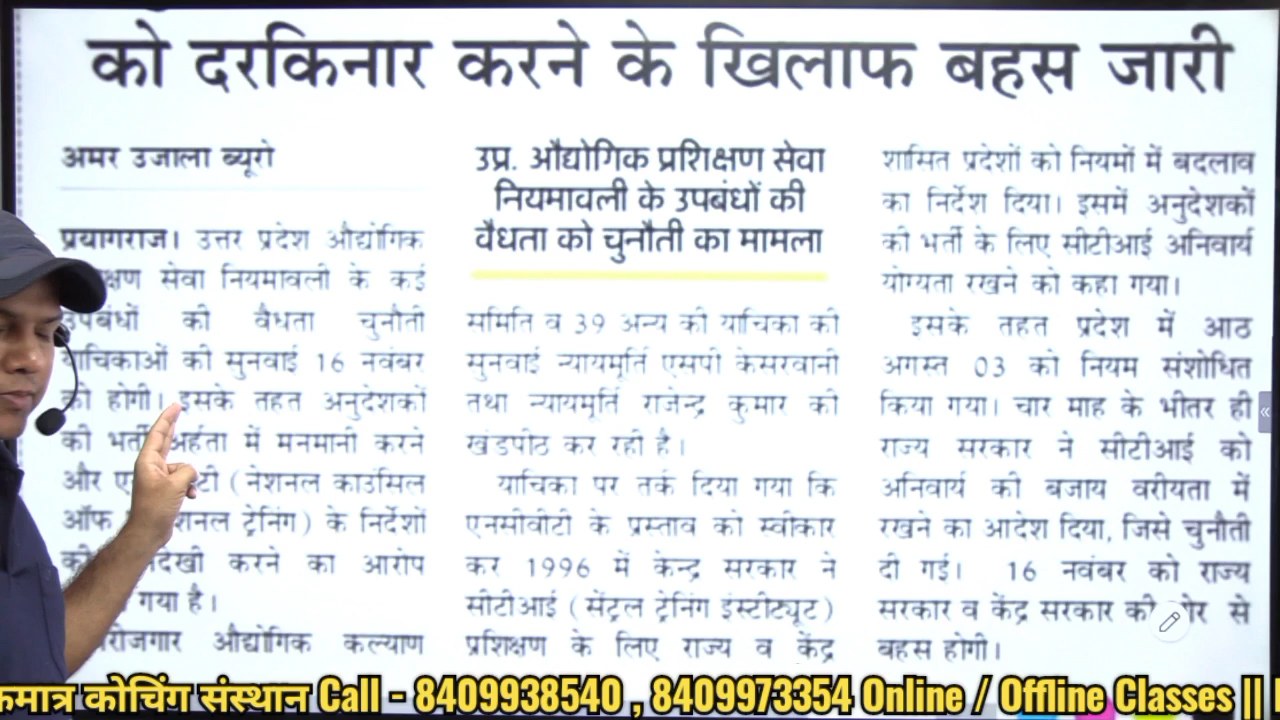 को दरकिनार करने के खिलाफ बहस जारी
अमर उजाला ब्यूरो
प्रयागराज। उत्तर प्रदेश औद्योगिक
क्षण सेवा नियमावली के कई
उपबंधों की वैधता चुनौती
याचिकाओं की सुनवाई 16 नवंबर
को होगी। इसके तहत अनुदेशकों
की भर्ती अर्हता में मनमानी करने
और टी (नेशनल काउंसिल
ऑफ शनल ट्रेनिंग) के निर्देशों
देखी करने का आरोप
गया है।
रोजगार औद्योगिक कल्याण
उप्र. औद्योगिक प्रशिक्षण सेवा
नियमावली के उपबंधों की
वैधता को चुनौती का मामला
समिति व 39 अन्य की याचिका की
सुनवाई न्यायमूर्ति एसपी केसरवानी
तथा न्यायमूर्ति राजेन्द्र कुमार की
खंडपीठ कर रही है।
याचिका पर तर्क दिया गया कि
एनसीवीटी के प्रस्ताव को स्वीकार
कर 1996 में केन्द्र सरकार ने
सीटीआई (सेंट्रल ट्रेनिंग इंस्टीट्यूट)
प्रशिक्षण के लिए राज्य व केंद्र
शासित प्रदेशों को नियमों में बदलाव
का निर्देश दिया। इसमें अनुदेशकों
की भर्ती के लिए सीटीआई अनिवार्य
योग्यता रखने को कहा गया।
इसके तहत प्रदेश में आठ
अगस्त 03 को नियम संशोधित
किया गया। चार माह के भीतर ही
राज्य सरकार ने सीटीआई को
अनिवार्य की बजाय वरीयता में
रखने का आदेश दिया, जिसे चुनौती
दी गई। 16 नवंबर को राज्य
सरकार व केंद्र सरकार की ओर से
बहस होगी।
कमात्र कोचिंग संस्थान Call - 8409938540 , 8409973354 Online / Offline Classes ||